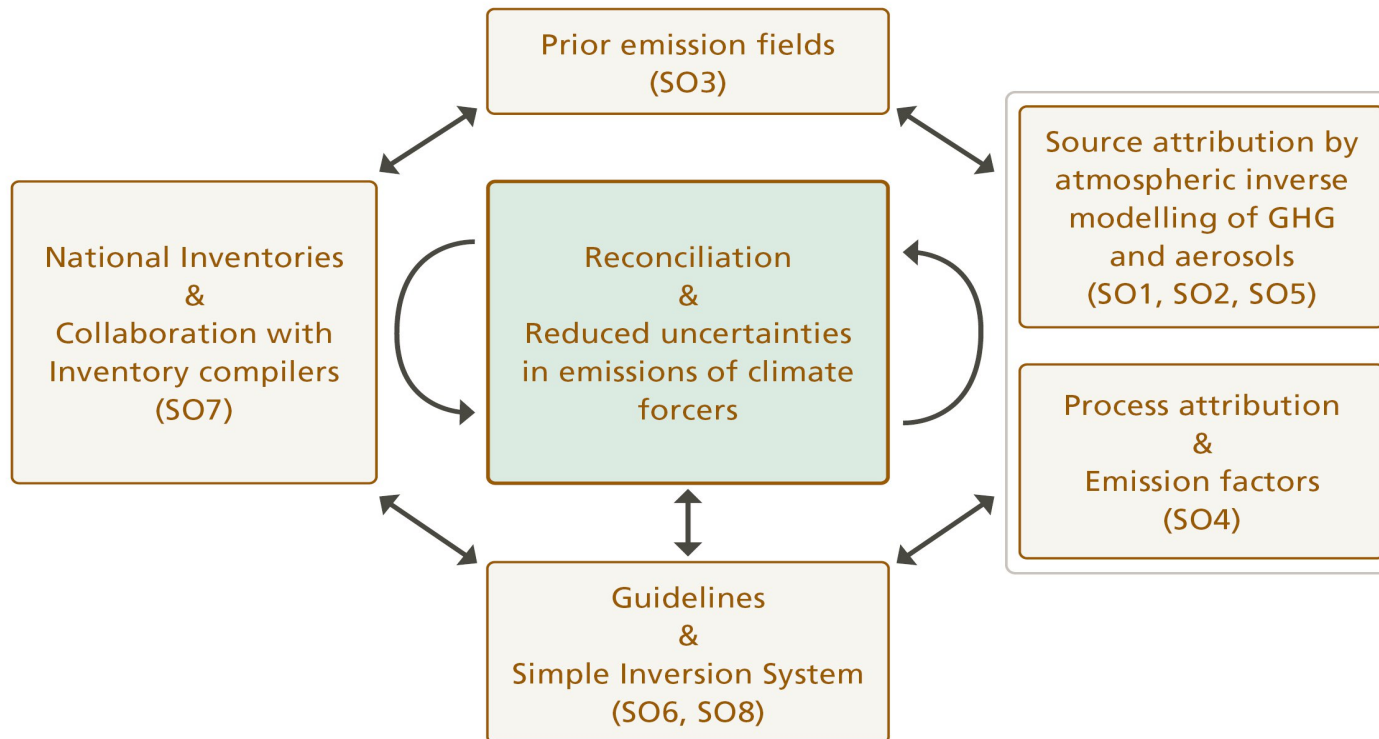 Prior emission fields
(SO3)
Source attribution by
atmospheric inverse
modelling of GHG
and aerosols
(SO1, SO2, SO5)
National Inventories
&
Collaboration with
Inventory compilers
(SO7)
Reconciliation
&
Reduced uncertainties
in emissions of climate
forcers
Process attribution
&
Emission factors
(SO4)
Guidelines
&
Simple Inversion System
(SO6, SO8)